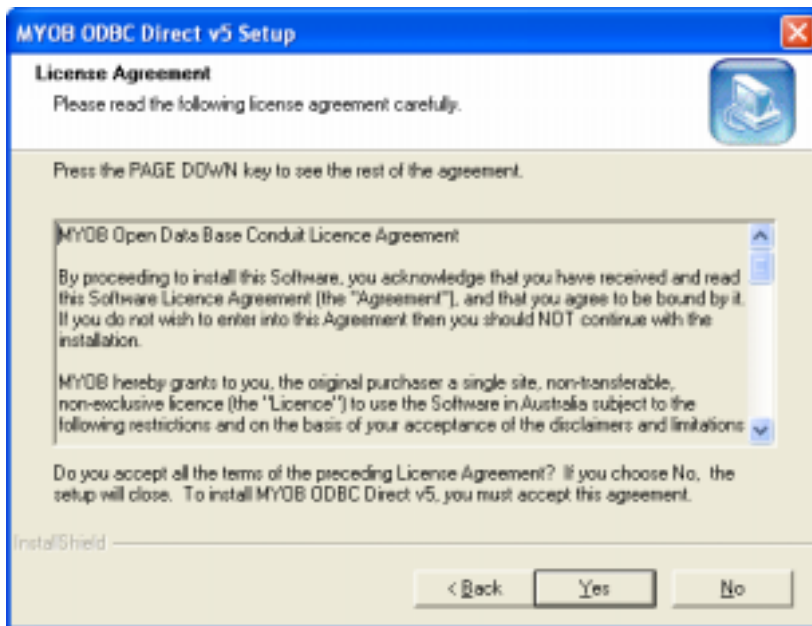 MYOB ODBC Direct v5 Setup
License Agreement
Please read the following license agreement carefully.
Press the PAGE DOWN key to see the rest of the agreement.
MYOB Open Data Base Conduit Licence Agreement
By proceeding to install this Software, you acknowledge that you have received and read
this Software Licence Agreement (the "Agreement"), and that you agree to be bound by it.
If you do not wish to enter into this Agreement then you should NOT continue with the
installation.
MYOB hereby grants to you, the original purchaser a single site, non-transferable,
non-exclusive licence (the "Licence") to use the Software in Australia subject to the
following restrictions and on the basis of your acceptance of the disclaimers and limitations
Do you accept all the terms of the preceding License Agreement? If you choose No, the
setup will close. To install MYOB ODBC Direct v5, you must accept this agreement.
InstallShield
< Back Yes No